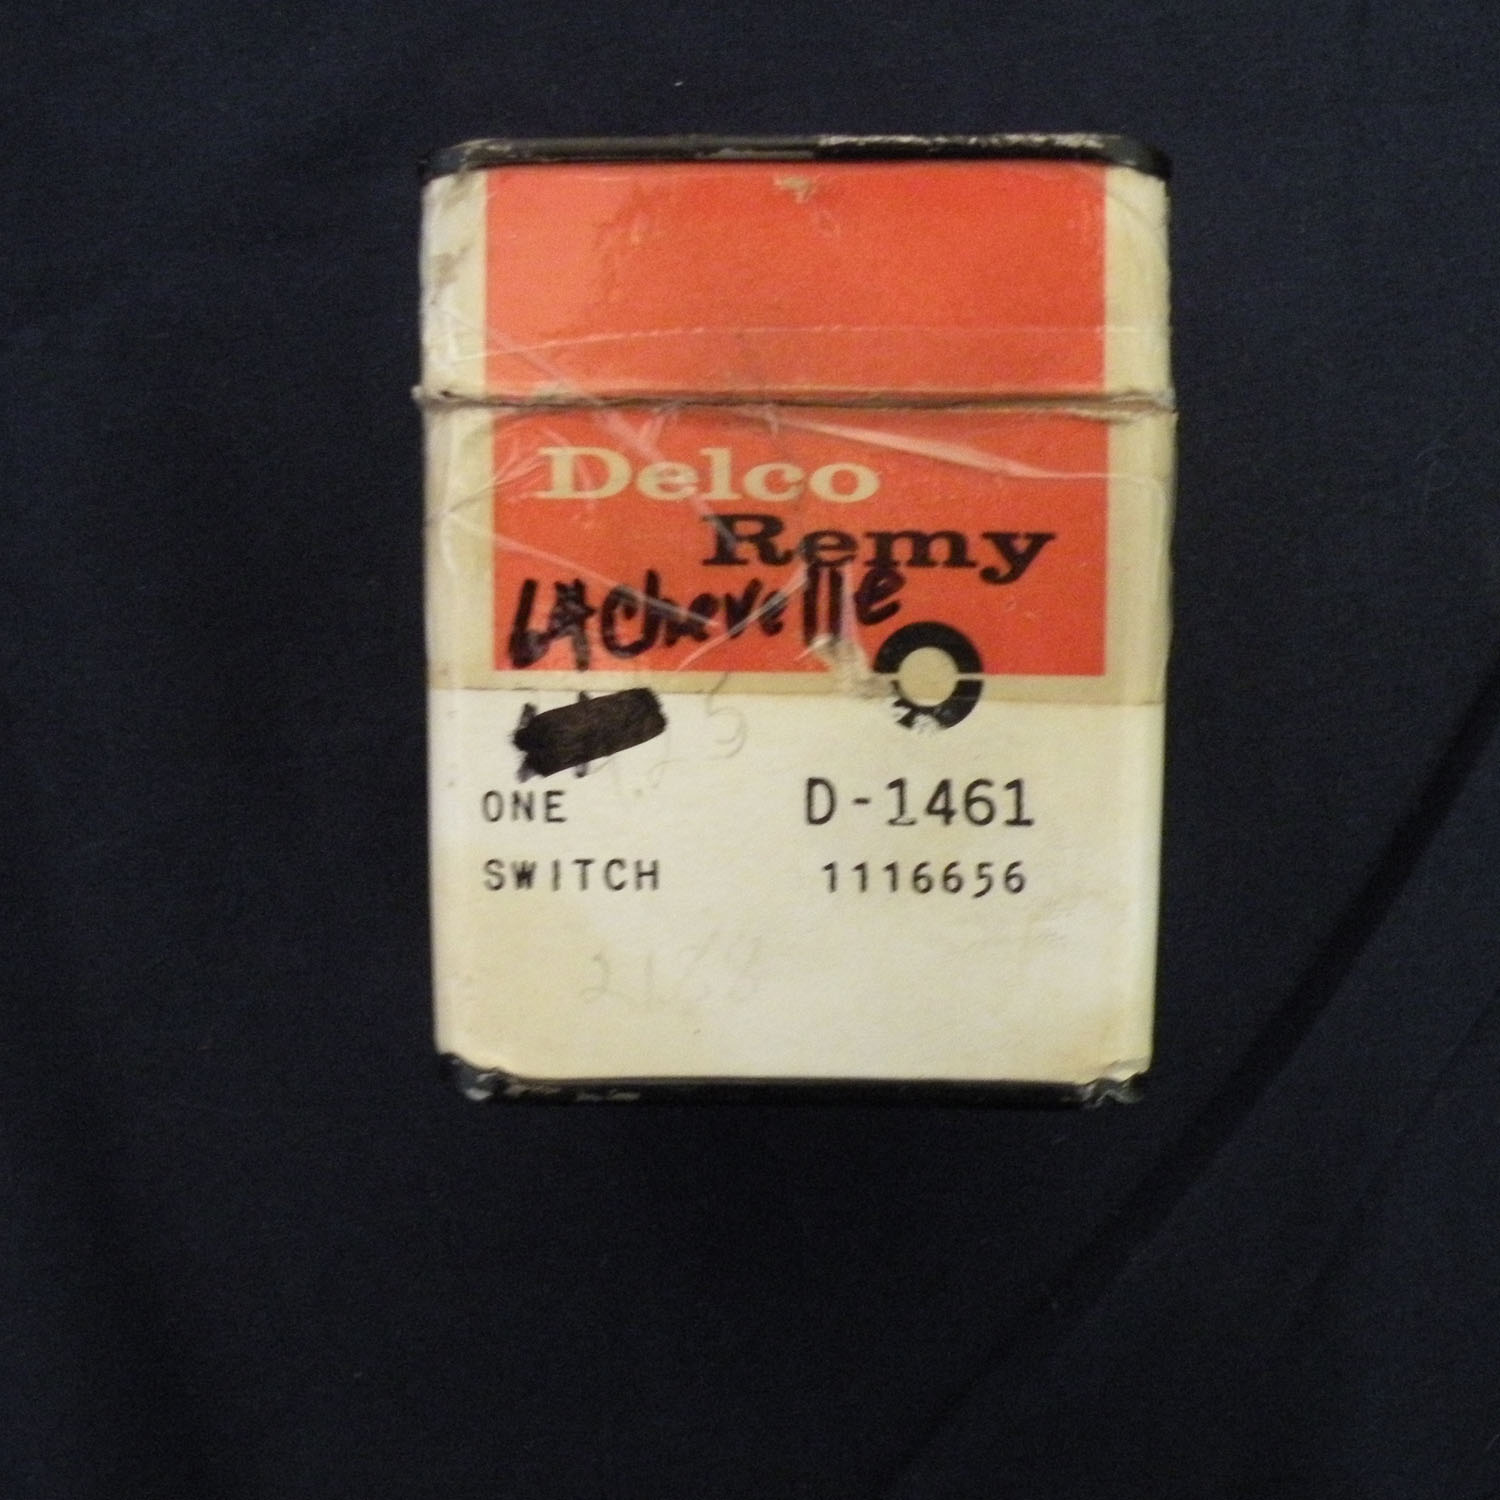 Delco
Remy
64 Chevelle
ONE D-1461
SWITCH 1116656